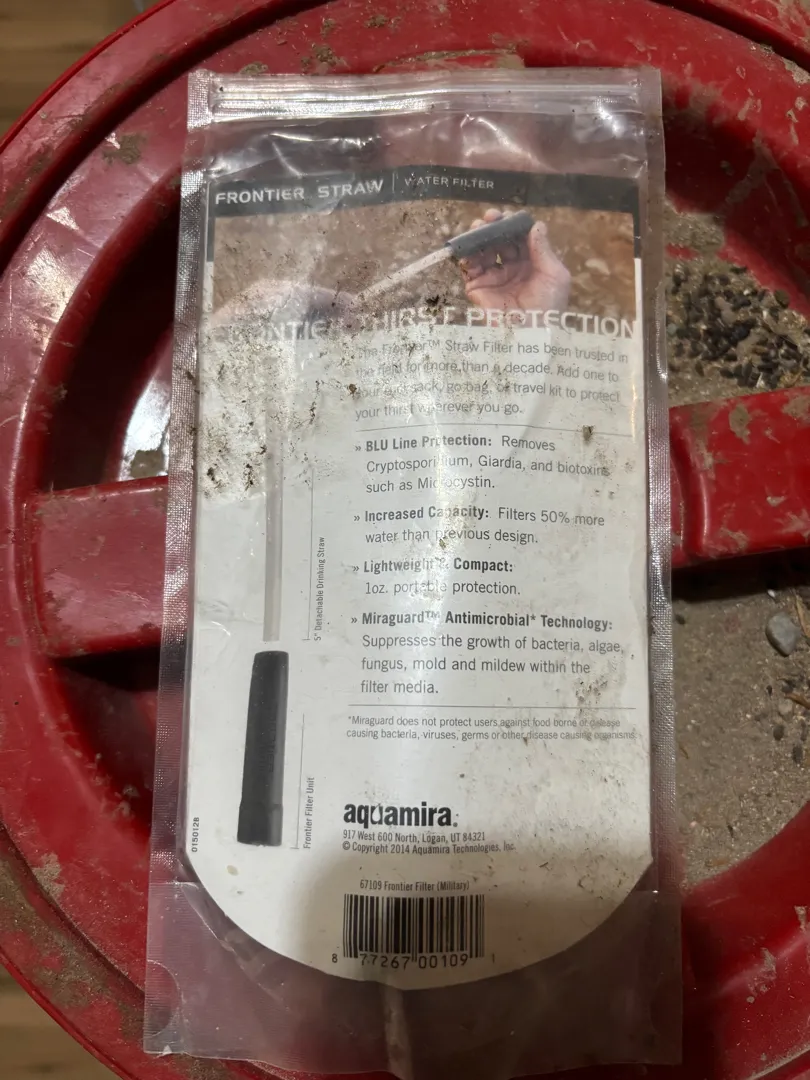 FRONTIER STRAW | WATER FILTER
THIRST PROTECTION
The Frontier™ Straw Filter has been trusted in
the field for more than a decade. Add one to
your sack, go bag, or travel kit to protect
your thirst wherever you go.
» BLU Line Protection: Removes
Cryptosporidium, Giardia, and biotoxins
such as Microcystin.
» Increased Capacity: Filters 50% more
water than previous design.
» Lightweight & Compact:
1oz. portable protection.
» Miraguard™ Antimicrobial* Technology:
Suppresses the growth of bacteria, algae,
fungus, mold and mildew within the
filter media.
*Miraguard does not protect users against food borne or disease
causing bacteria, viruses, germs or other disease causing organisms.
5" Detachable Drinking Straw
Frontier Filter Unit
015012B
aquamira.
917 West 600 North, Logan, UT 84321
© Copyright 2014 Aquamira Technologies, Inc.
67109 Frontier Filter (Military)
8 77267 00109 1